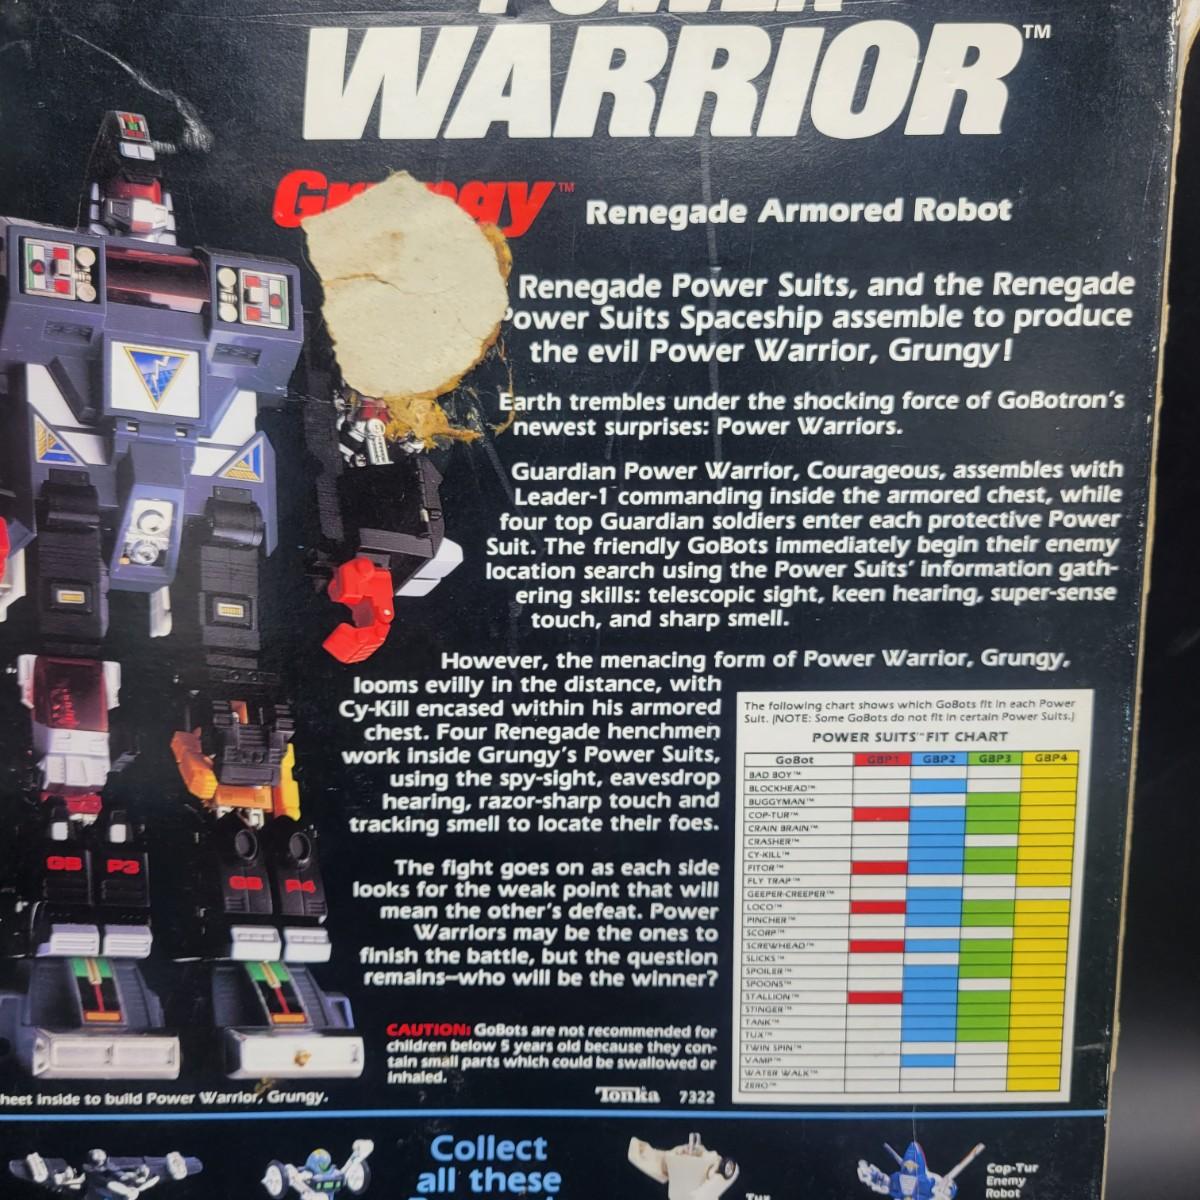 POWER
WARRIOR™
Grungy™
Renegade Armored Robot
Renegade Power Suits, and the Renegade
Power Suits Spaceship assemble to produce
the evil Power Warrior, Grungy!
Earth trembles under the shocking force of GoBotron's
newest surprises: Power Warriors.
Guardian Power Warrior, Courageous, assembles with
Leader-1 commanding inside the armored chest, while
four top Guardian soldiers enter each protective Power
Suit. The friendly GoBots immediately begin their enemy
location search using the Power Suits' information gath-
ering skills: telescopic sight, keen hearing, super-sense
touch, and sharp smell.
However, the menacing form of Power Warrior, Grungy,
looms evilly in the distance, with
Cy-Kill encased within his armored
chest. Four Renegade henchmen
work inside Grungy's Power Suits,
using the spy-sight, eavesdrop
hearing, razor-sharp touch and
tracking smell to locate their foes.
The fight goes on as each side
looks for the weak point that will
mean the other's defeat. Power
Warriors may be the ones to
finish the battle, but the question
remains—who will be the winner?
CAUTION: GoBots are not recommended for
children below 5 years old because they con-
tain small parts which could be swallowed or
inhaled.
Tonka 7322
The following chart shows which GoBots fit in each Power
Suit. (NOTE: Some GoBots do not fit in certain Power Suits.)
POWER SUITS™ FIT CHART
GoBot GBP1 GBP2 GBP3 GBP4
BAD BOY™
BLOCKHEAD™
BUGGYMAN™
COP-TUR™
CRAIN BRAIN™
CRASHER™
CY-KILL™
FITOR™
FLY TRAP™
GEEPER-CREEPER™
LOCO™
PINCHER™
SCORP™
SCREWHEAD™
SLICKS™
SPOILER™
SPOONS™
STALLION™
STINGER™
TANK™
TUX™
TWIN SPIN™
VAMP™
WATER WALK™
ZERO™
GB P3
GB P4
heet inside to build Power Warrior, Grungy.
Collect
all these
Tux
Cop-Tur
Enemy
Robot